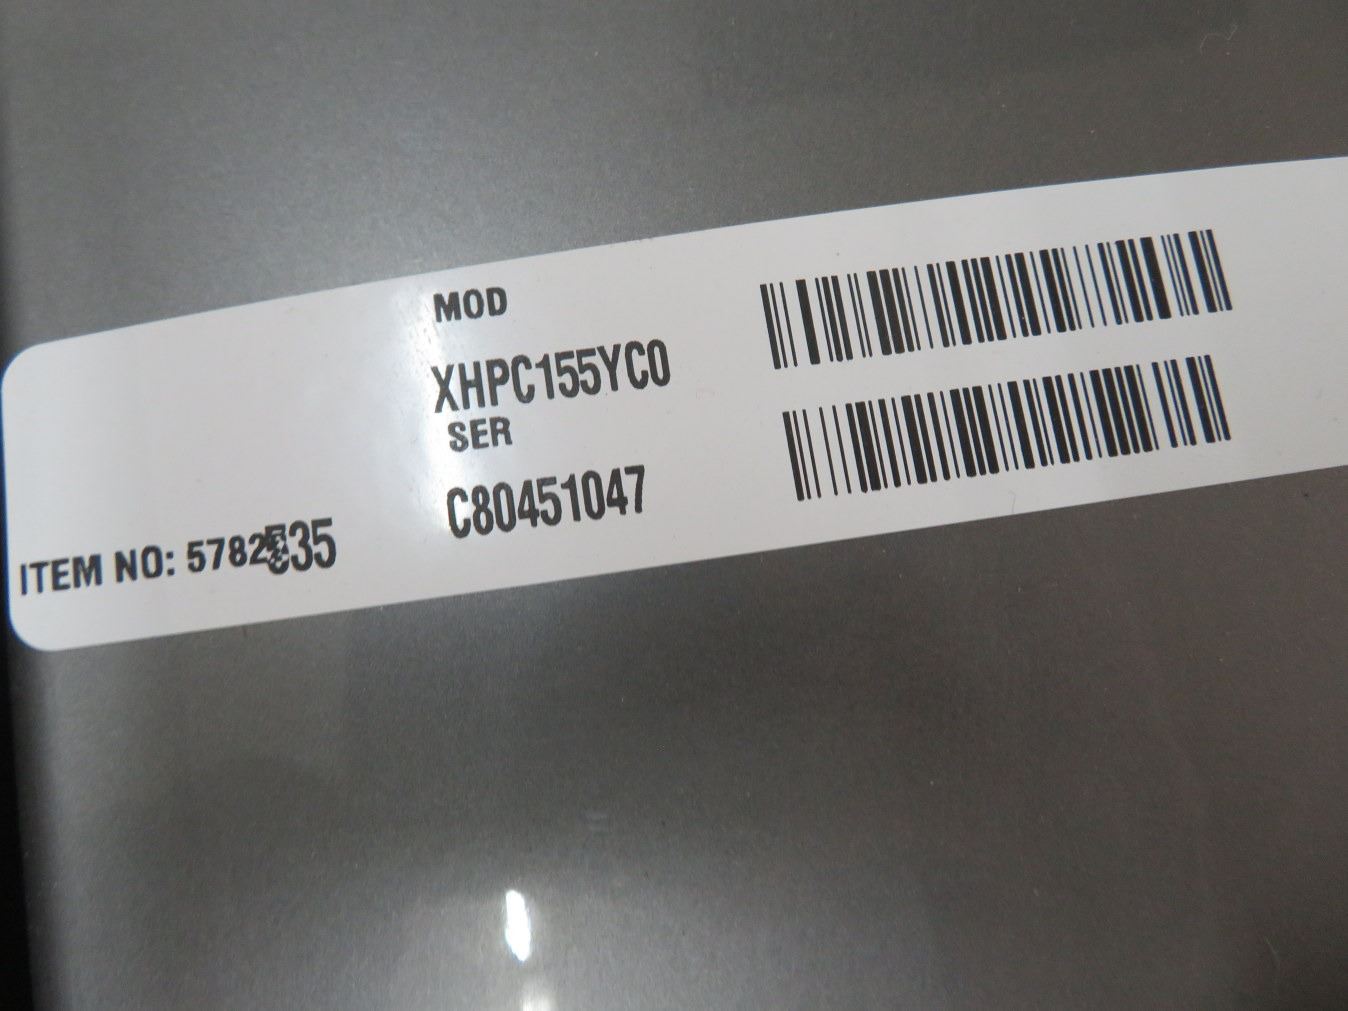 MOD
XHPC155YC0
SER
C80451047
ITEM NO: